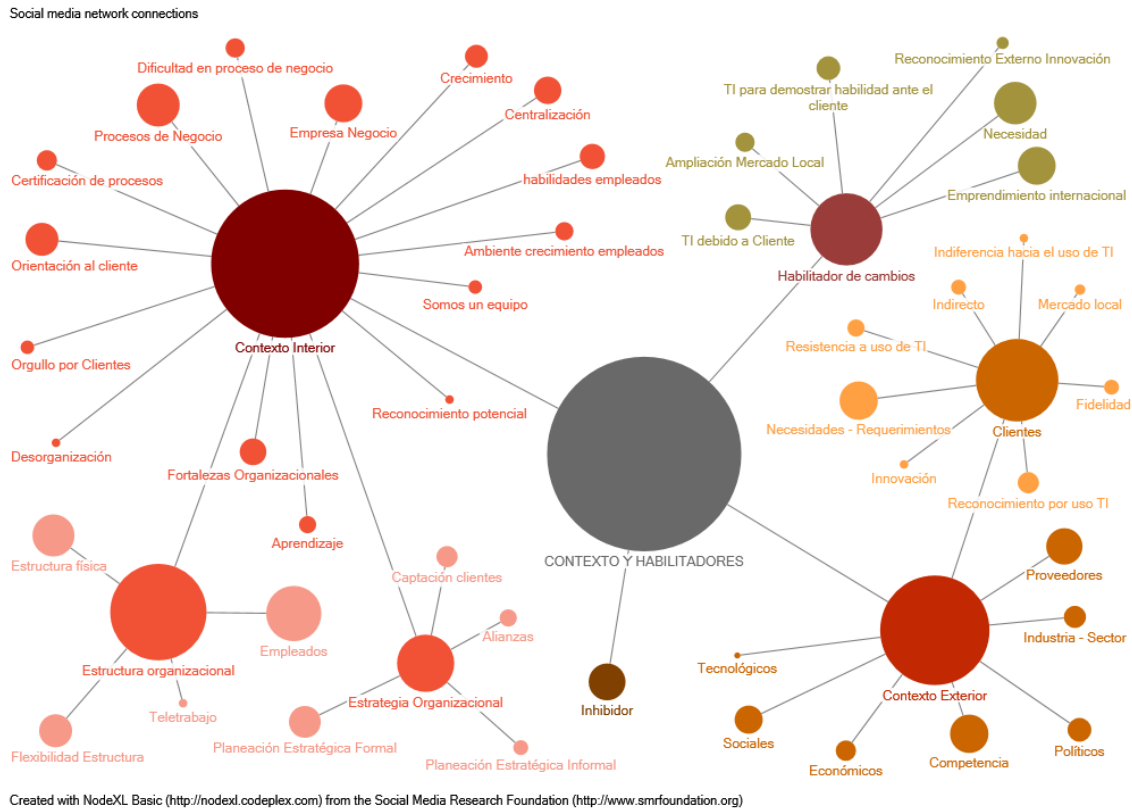 Social media network connections
Dificultad en proceso de negocio
Crecimiento
Procesos de Negocio
Empresa Negocio
Centralización
Certificación de procesos
habilidades empleados
Orientación al cliente
Ambiente crecimiento empleados
Somos un equipo
Contexto Interior
Orgullo por Clientes
Reconocimiento potencial
Desorganización
Fortalezas Organizacionales
Aprendizaje
Reconocimiento Externo Innovación
TI para demostrar habilidad ante el
cliente
Necesidad
Ampliación Mercado Local
Emprendimiento internacional
TI debido a Cliente
Habilitador de cambios
Indiferencia hacia el uso de TI
Indirecto
Mercado local
Resistencia a uso de TI
Fidelidad
Necesidades - Requerimientos
Clientes
Innovación
Reconocimiento por uso TI
CONTEXTO Y HABILITADORES
Estructura física
Captación clientes
Empleados
Alianzas
Estructura organizacional
Estrategia Organizacional
Teletrabajo
Flexibilidad Estructura
Planeación Estratégica Formal
Planeación Estratégica Informal
Inhibidor
Proveedores
Industria - Sector
Tecnológicos
Contexto Exterior
Sociales
Económicos
Competencia
Políticos
Created with NodeXL Basic (http://nodexl.codeplex.com) from the Social Media Research Foundation (http://www.smrfoundation.org)